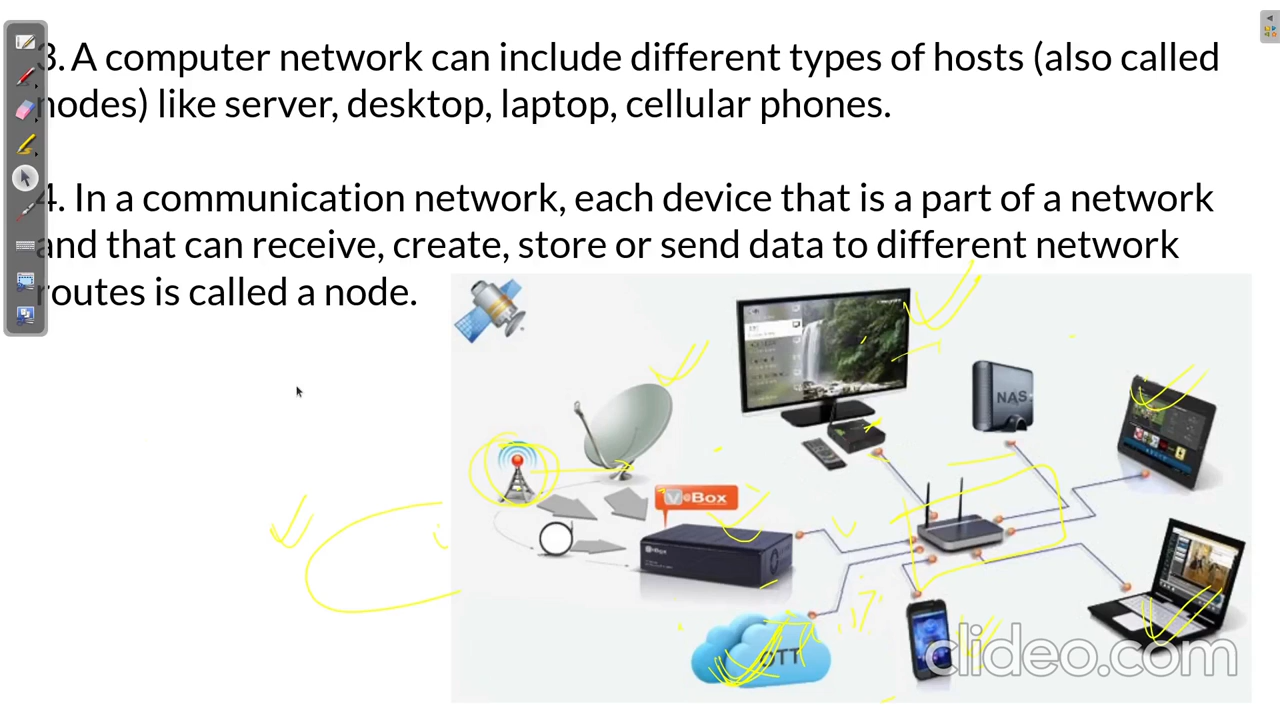 3. A computer network can include different types of hosts (also called
nodes) like server, desktop, laptop, cellular phones.
4. In a communication network, each device that is a part of a network
and that can receive, create, store or send data to different network
routes is called a node.
NAS
V@Box
OTT
clideo.com